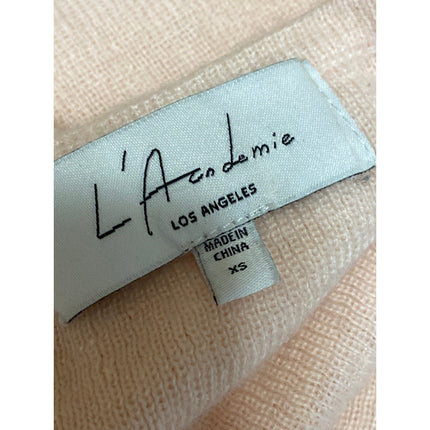 L'Academie
LOS ANGELES
MADE IN
CHINA
XS